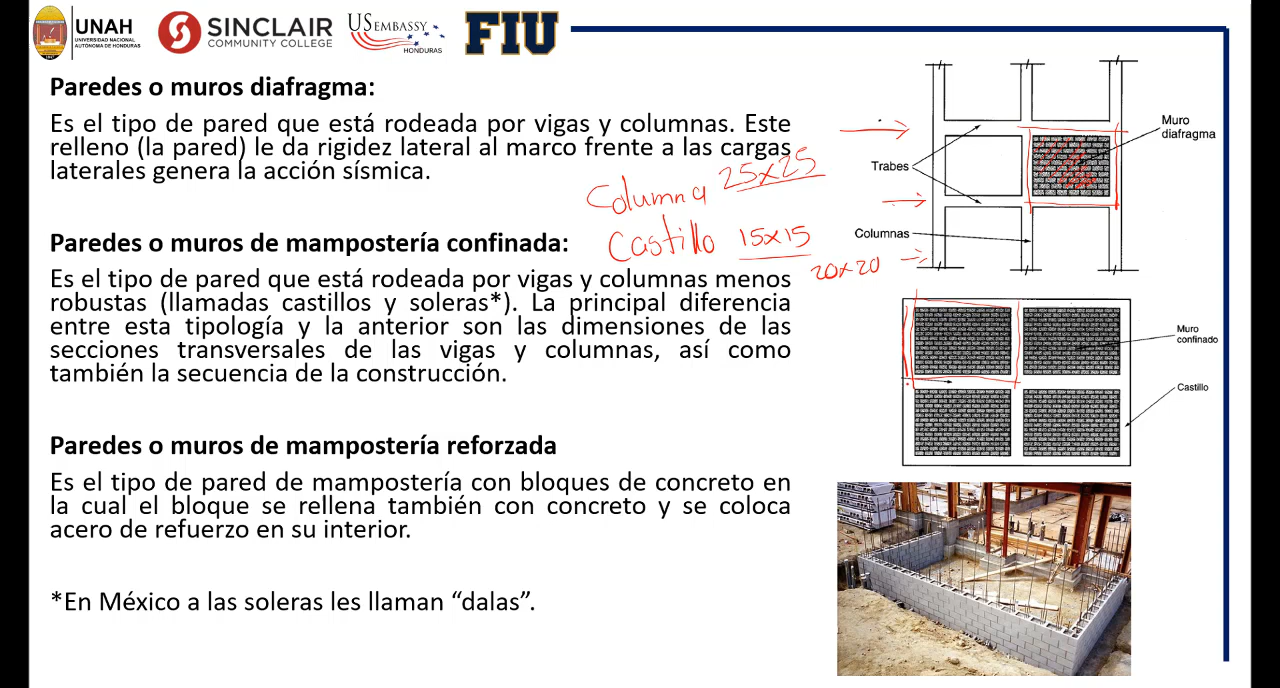 UNAH
UNIVERSIDAD NACIONAL
AUTÓNOMA DE HONDURAS
SINCLAIR
COMMUNITY COLLEGE
US EMBASSY
HONDURAS
FIU
Paredes o muros diafragma:
Es el tipo de pared que está rodeada por vigas y columnas. Este
relleno (la pared) le da rigidez lateral al marco frente a las cargas
laterales genera la acción sísmica.
Columna 25x25
Castillo 15x15
20x20
Paredes o muros de mampostería confinada:
Es el tipo de pared que está rodeada por vigas y columnas menos
robustas (llamadas castillos y soleras*). La principal diferencia
entre esta tipología y la anterior son las dimensiones de las
secciones transversales de las vigas y columnas, así como
también la secuencia de la construcción.
Paredes o muros de mampostería reforzada
Es el tipo de pared de mampostería con bloques de concreto en
la cual el bloque se rellena también con concreto y se coloca
acero de refuerzo en su interior.
*En México a las soleras les llaman “dalas”.
Muro
diafragma
Trabes
Columnas
Muro
confinado
Castillo